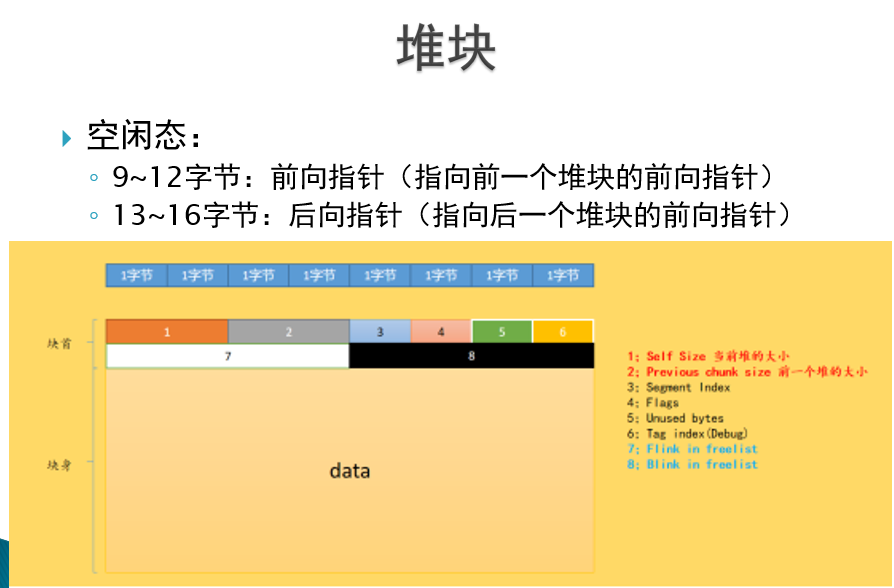 堆块
空闲态：
9~12字节：前向指针（指向前一个堆块的前向指针）
13~16字节：后向指针（指向后一个堆块的前向指针）
1字节 1字节 1字节 1字节 1字节 1字节 1字节 1字节
块首
1 2 3 4 5 6
7 8
1; Self Size 当前堆的大小
2; Previous chunk size 前一个堆的大小
3: Segment Index
4: Flags
5: Unused bytes
6: Tag index(Debug)
7: Flink in freelist
8: Blink in freelist
块身
data